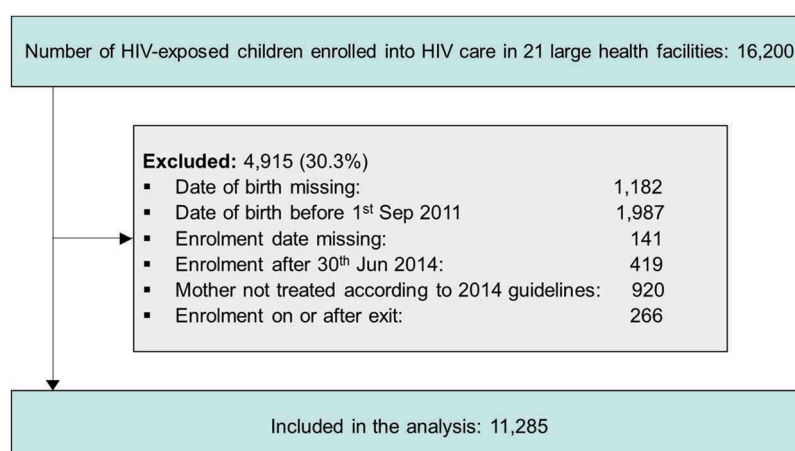 Number of HIV-exposed children enrolled into HIV care in 21 large health facilities: 16,200
Excluded: 4,915 (30.3%)
▪ Date of birth missing: 1,182
▪ Date of birth before 1st Sep 2011 1,987
▪ Enrolment date missing: 141
▪ Enrolment after 30th Jun 2014: 419
▪ Mother not treated according to 2014 guidelines: 920
▪ Enrolment on or after exit: 266
Included in the analysis: 11,285